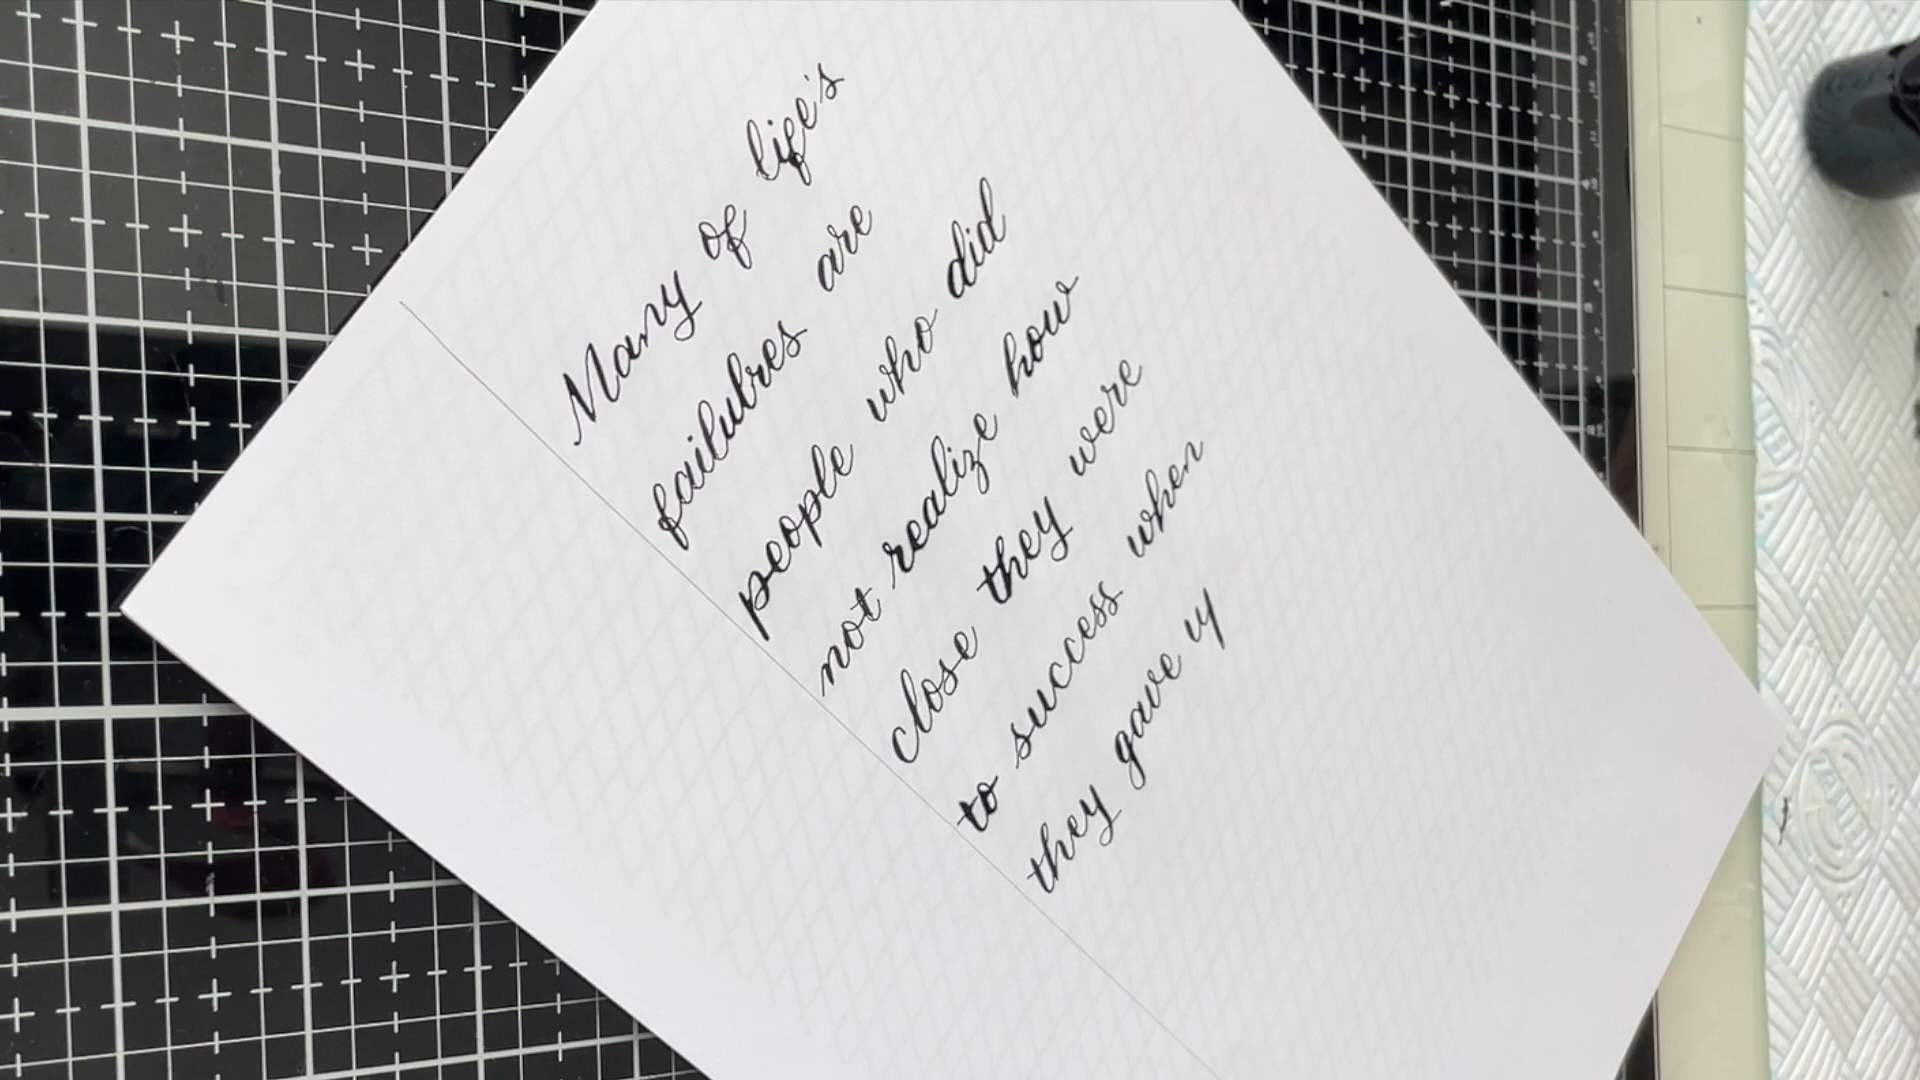 Many of life's
failulres are
people who did
not realize how
close they were
to success when
they gave up